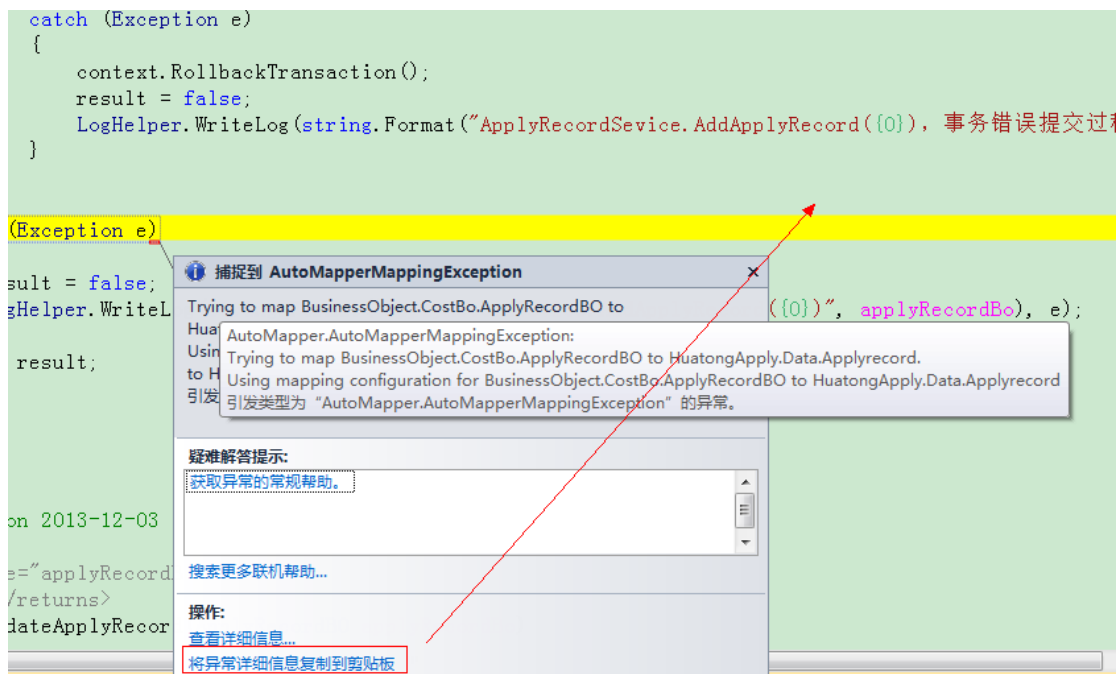 catch (Exception e)
{
context.RollbackTransaction();
result = false;
LogHelper.WriteLog(string.Format("ApplyRecordSevice.AddApplyRecord({0}), 事务错误提交过
}
(Exception e)
捕捉到 AutoMapperMappingException
sult = false;
Trying to map BusinessObject.CostBo.ApplyRecordBO to
gHelper.WriteL
({0})", applyRecordBo), e);
AutoMapper.AutoMapperMappingException:
Trying to map BusinessObject.CostBo.ApplyRecordBO to HuatongApply.Data.Applyrecord.
result;
Using mapping configuration for BusinessObject.CostBo.ApplyRecordBO to HuatongApply.Data.Applyrecord
引发类型为“AutoMapper.AutoMapperMappingException”的异常。
疑难解答提示:
获取异常的常规帮助。
on 2013-12-03
搜索更多联机帮助...
e="applyRecord
/returns>
操作:
dateApplyRecor
查看详细信息...
将异常详细信息复制到剪贴板